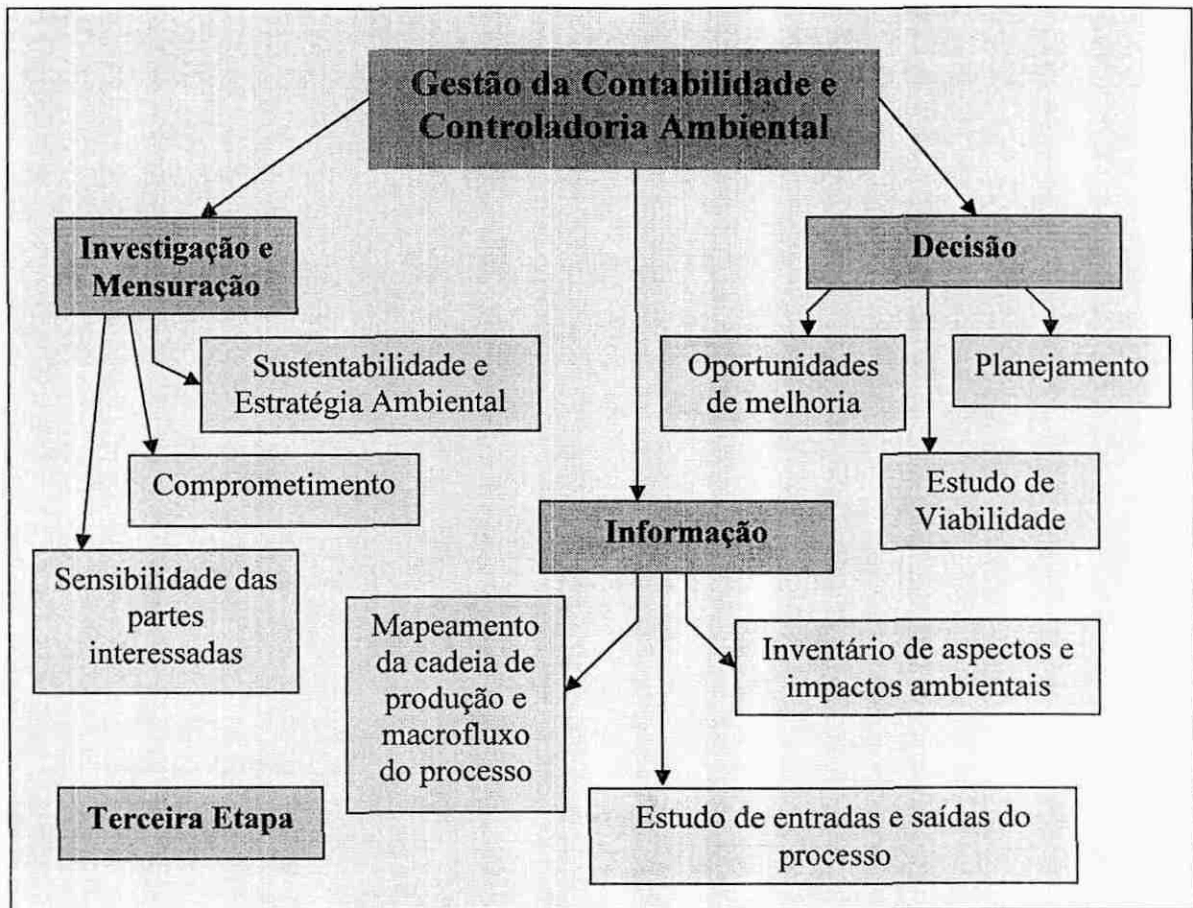 Gestão da Contabilidade e
Controladoria Ambiental
Investigação e
Mensuração
Decisão
Sustentabilidade e
Estratégia Ambiental
Oportunidades
de melhoria
Planejamento
Comprometimento
Estudo de
Viabilidade
Informação
Sensibilidade das
partes
interessadas
Mapeamento
da cadeia de
produção e
macrofluxo
do processo
Inventário de aspectos e
impactos ambientais
Terceira Etapa
Estudo de entradas e saídas do
processo